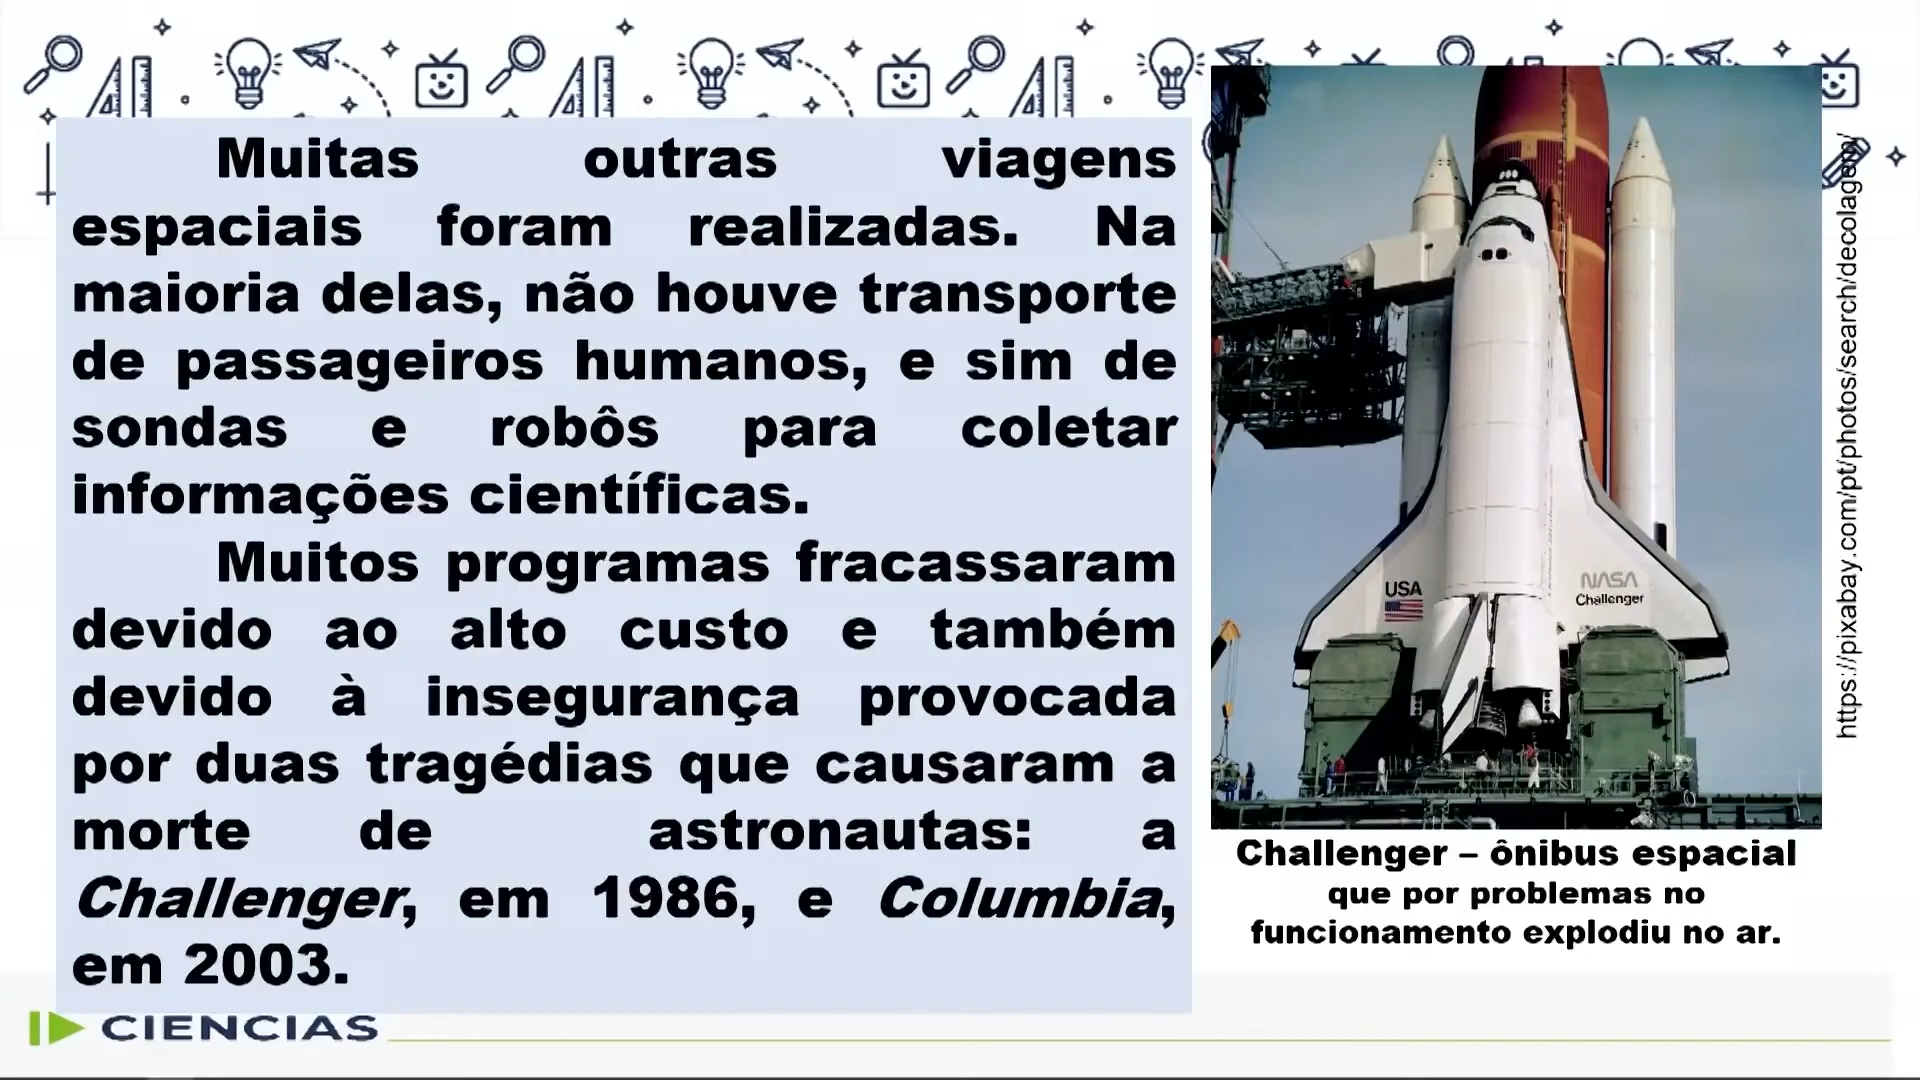 Muitas outras viagens
espaciais foram realizadas. Na
maioria delas, não houve transporte
de passageiros humanos, e sim de
sondas e robôs para coletar
informações científicas.
Muitos programas fracassaram
devido ao alto custo e também
devido à insegurança provocada
por duas tragédias que causaram a
morte de astronautas: a
Challenger, em 1986, e Columbia,
em 2003.
USA
NASA
Challenger
https://pixabay.com/pt/photos/search/decolagem/
Challenger – ônibus espacial
que por problemas no
funcionamento explodiu no ar.
CIENCIAS